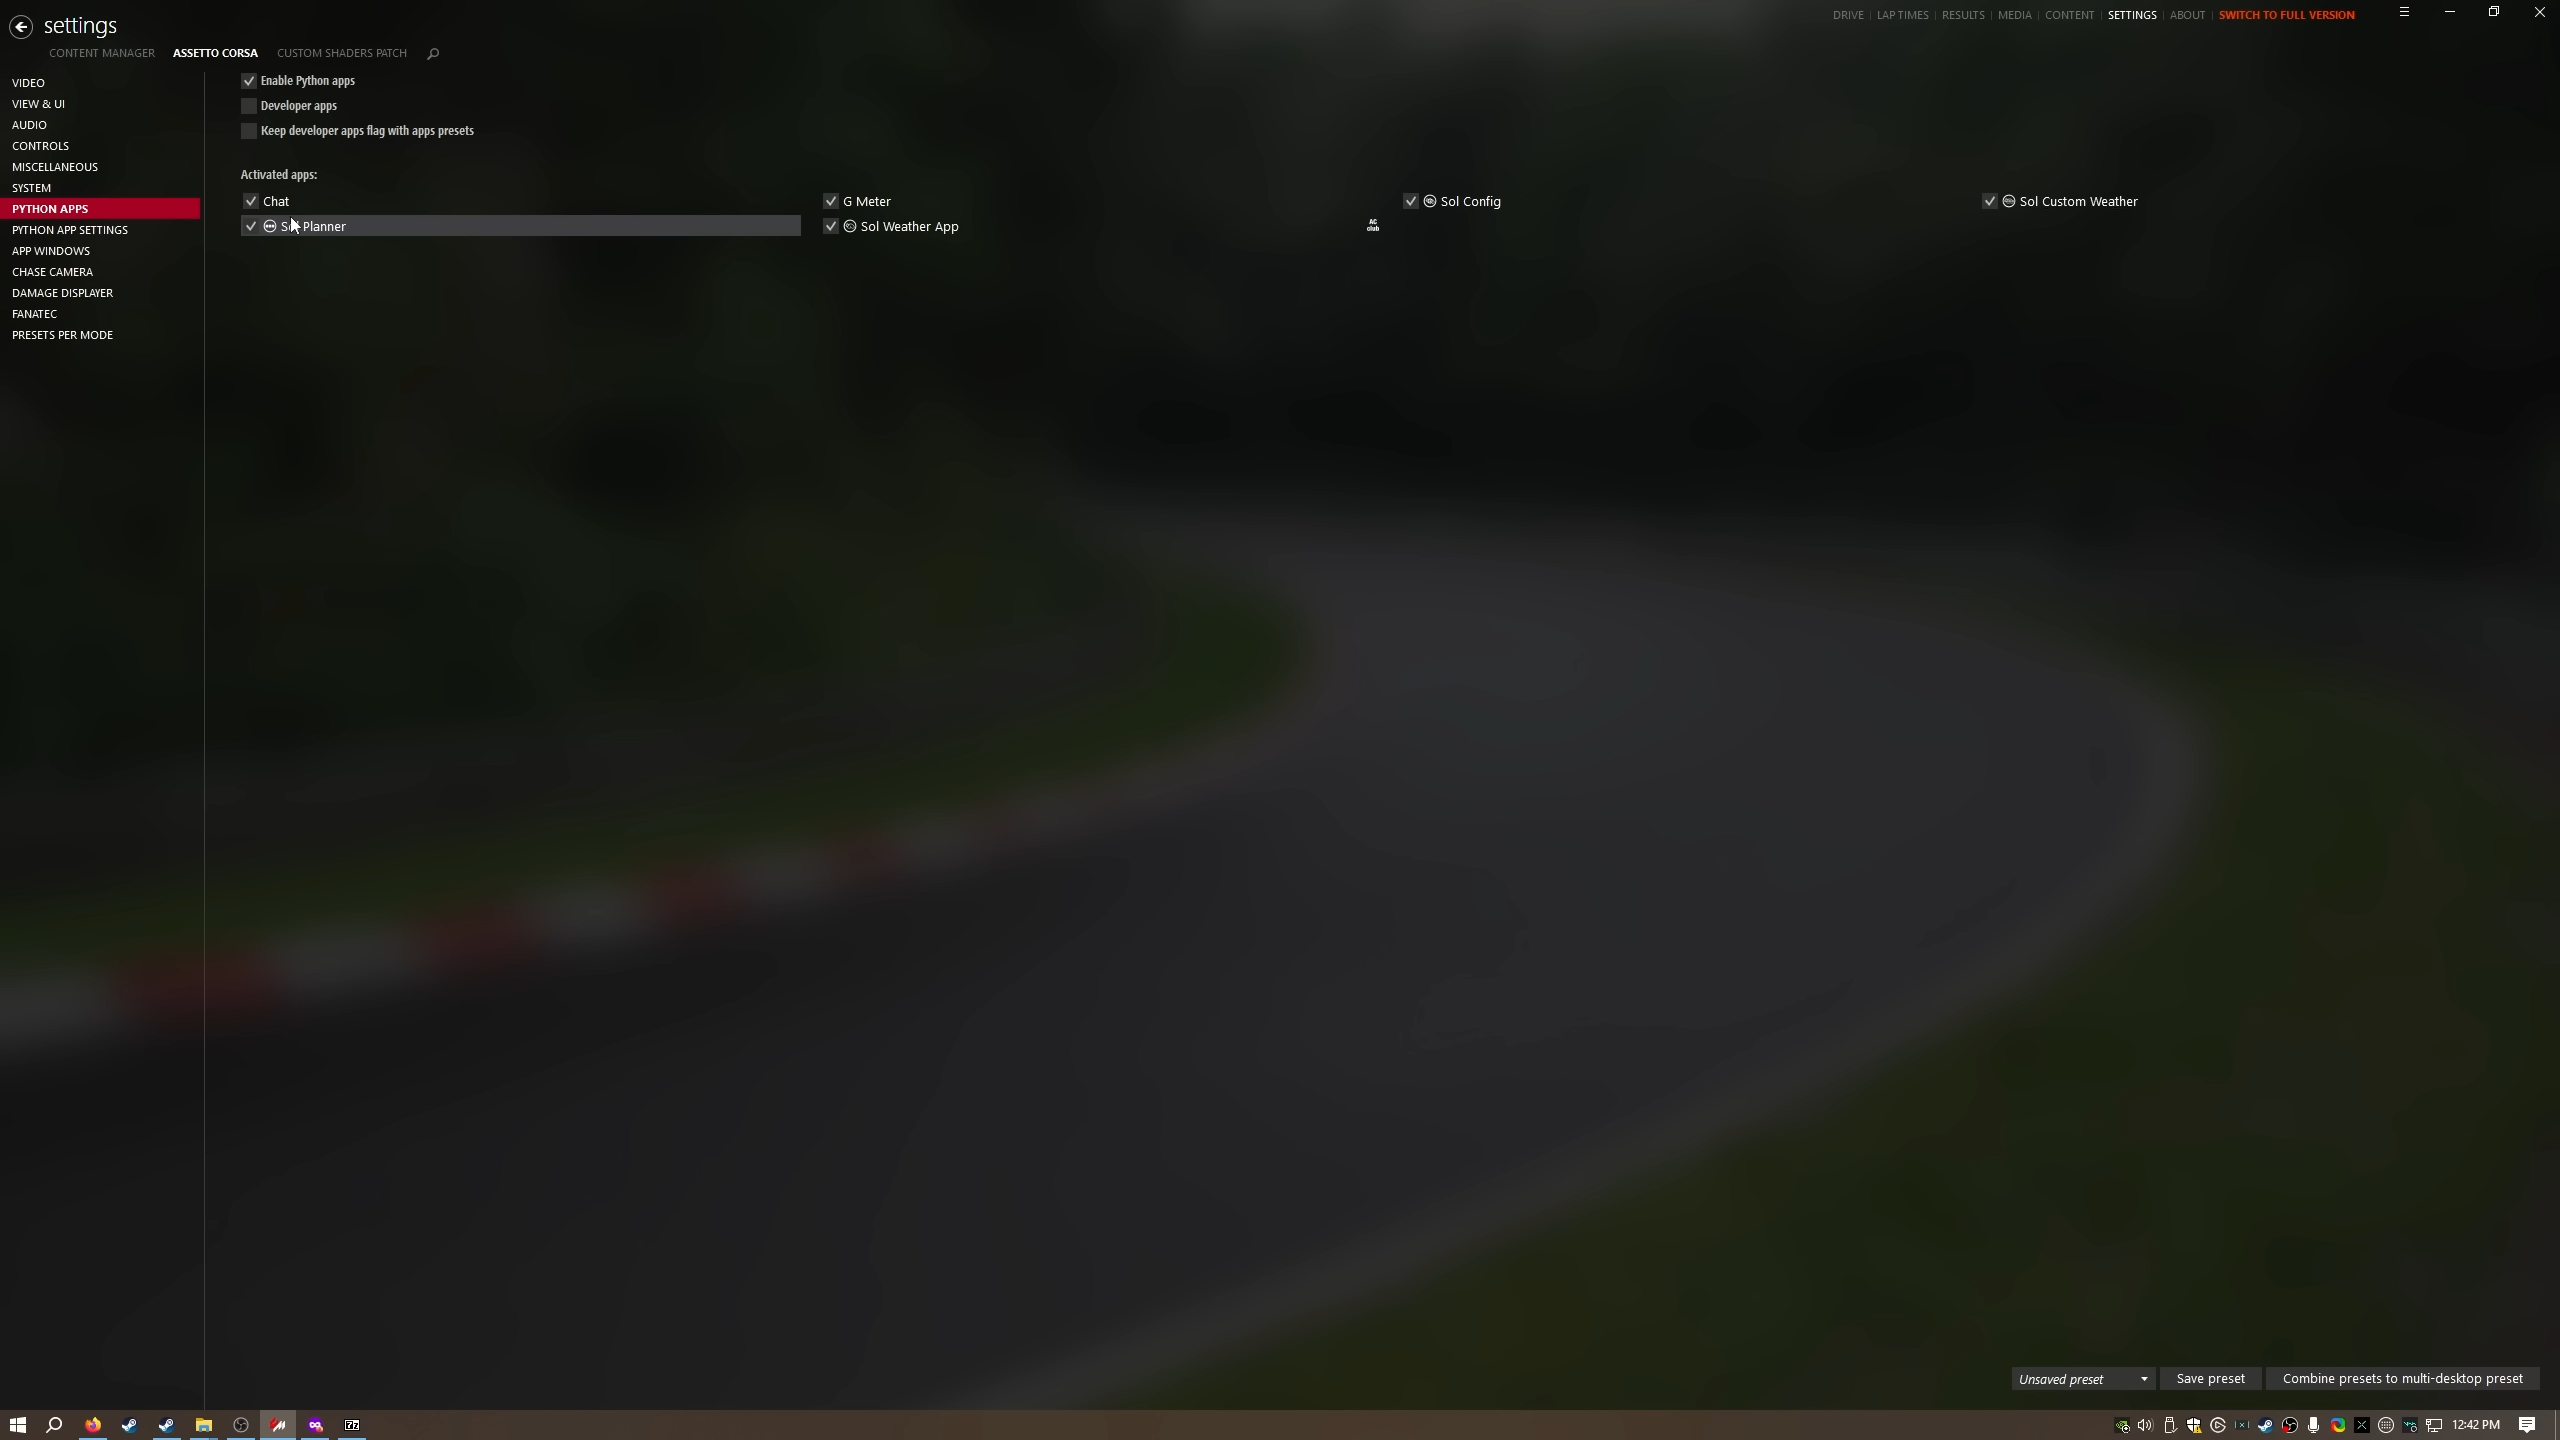 settings
DRIVE | LAP TIMES | RESULTS | MEDIA | CONTENT | SETTINGS | ABOUT | SWITCH TO FULL VERSION
CONTENT MANAGER ASSETTO CORSA CUSTOM SHADERS PATCH
VIDEO
VIEW & UI
AUDIO
CONTROLS
MISCELLANEOUS
SYSTEM
PYTHON APPS
PYTHON APP SETTINGS
APP WINDOWS
CHASE CAMERA
DAMAGE DISPLAYER
FANATEC
PRESETS PER MODE
Enable Python apps
Developer apps
Keep developer apps flag with apps presets
Activated apps:
Chat G Meter Sol Config Sol Custom Weather
Planner Sol Weather App AC club
Unsaved preset Save preset Combine presets to multi-desktop preset
7z 12:42 PM